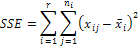 SSE = \sum_{i=1}^{r} \sum_{j=1}^{n_i} (x_{ij} - \bar{x}_i)^2